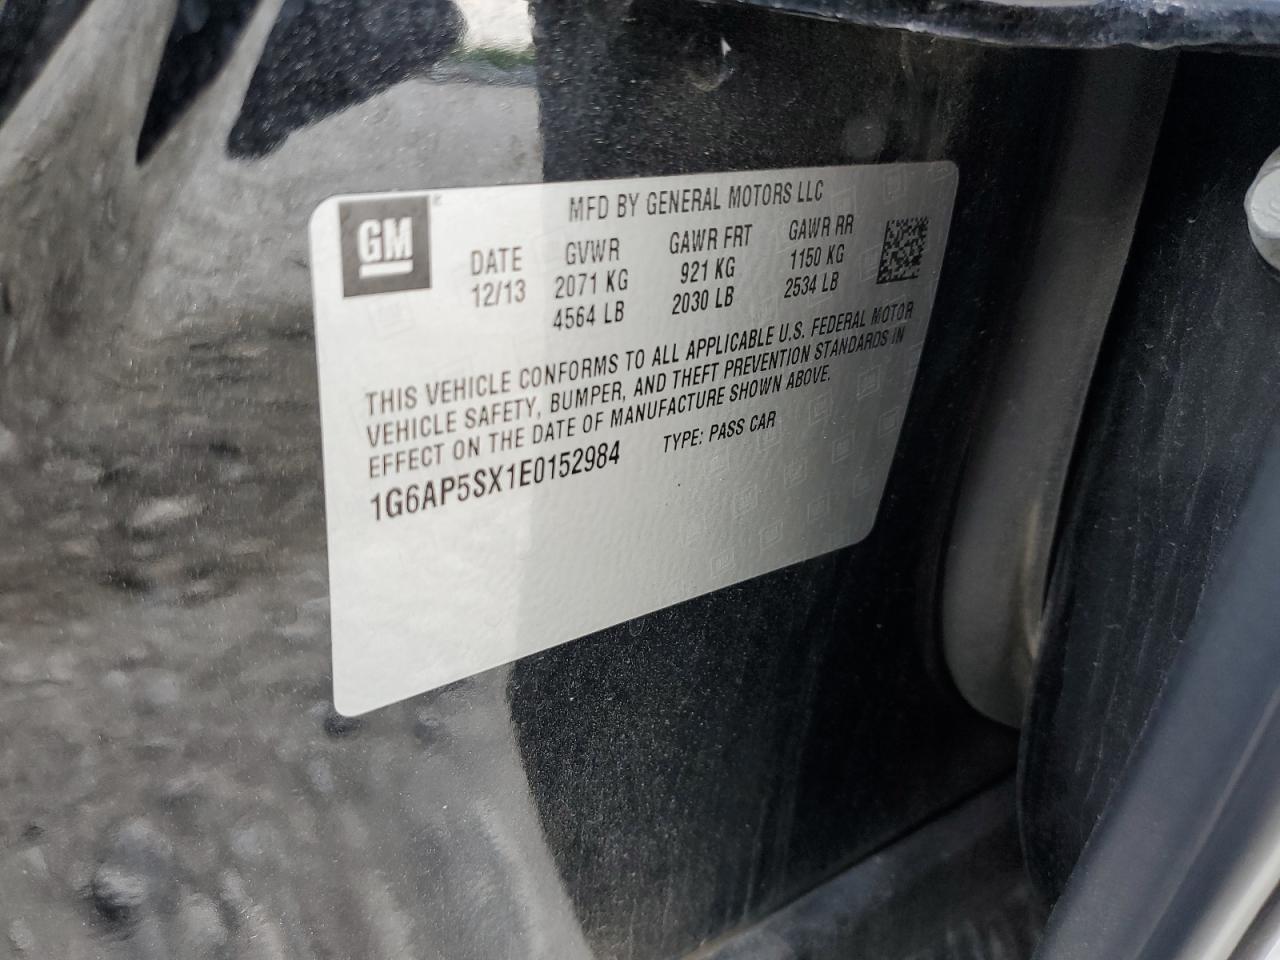 GM
MFD BY GENERAL MOTORS LLC
DATE GVWR GAWR FRT GAWR RR
12/13 2071 KG 921 KG 1150 KG
4564 LB 2030 LB 2534 LB
THIS VEHICLE CONFORMS TO ALL APPLICABLE U.S. FEDERAL MOTOR
VEHICLE SAFETY, BUMPER, AND THEFT PREVENTION STANDARDS IN
EFFECT ON THE DATE OF MANUFACTURE SHOWN ABOVE.
1G6AP5SX1E0152984 TYPE: PASS CAR